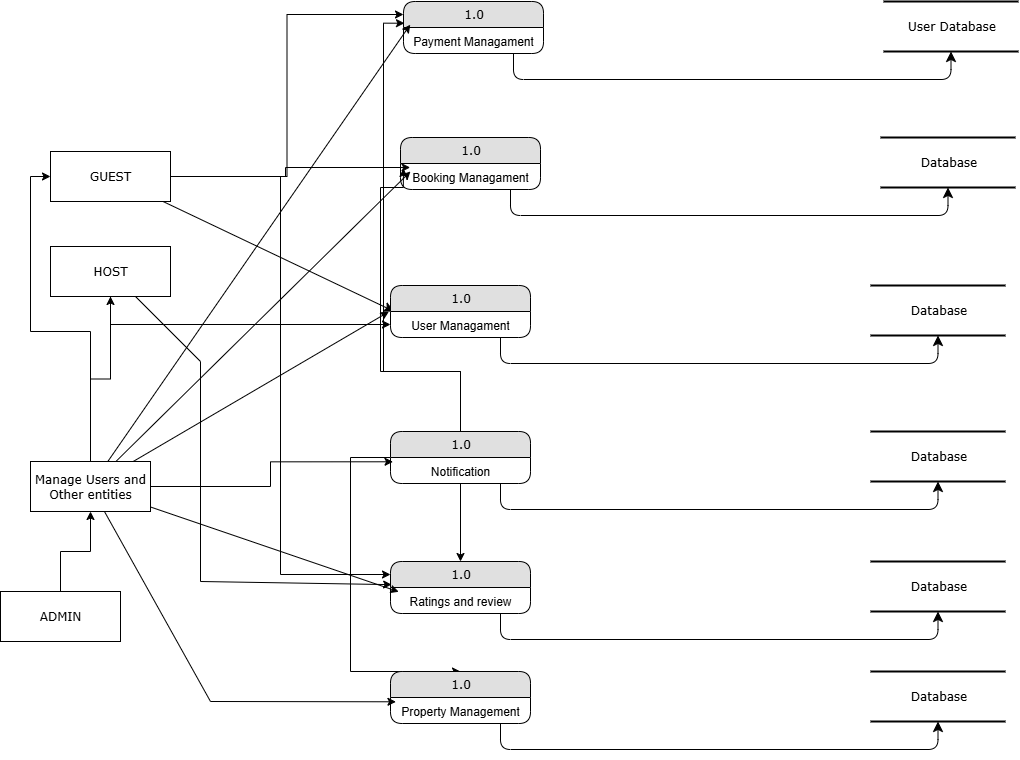 1.0
Payment Managament
User Database
1.0
Booking Managament
Database
GUEST
HOST
1.0
User Managament
Database
1.0
Notification
Database
Manage Users and
Other entities
1.0
Ratings and review
Database
ADMIN
1.0
Property Management
Database